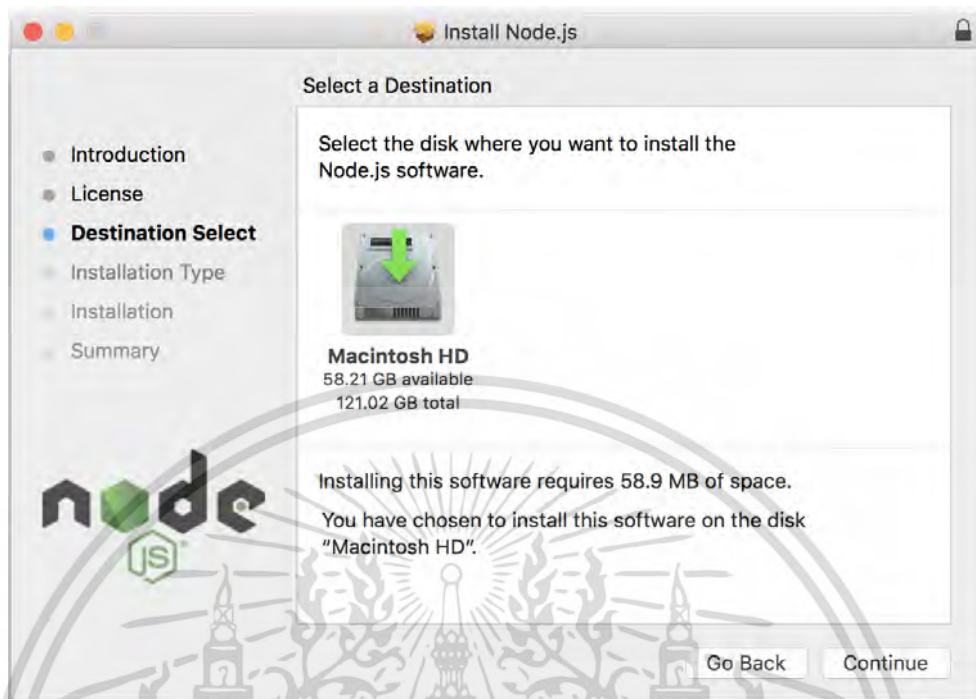 Install Node.js
Select a Destination
Introduction
License
Destination Select
Installation Type
Installation
Summary
Select the disk where you want to install the
Node.js software.
Macintosh HD
58.21 GB available
121.02 GB total
Installing this software requires 58.9 MB of space.
You have chosen to install this software on the disk
“Macintosh HD”.
node
JS
Go Back
Continue